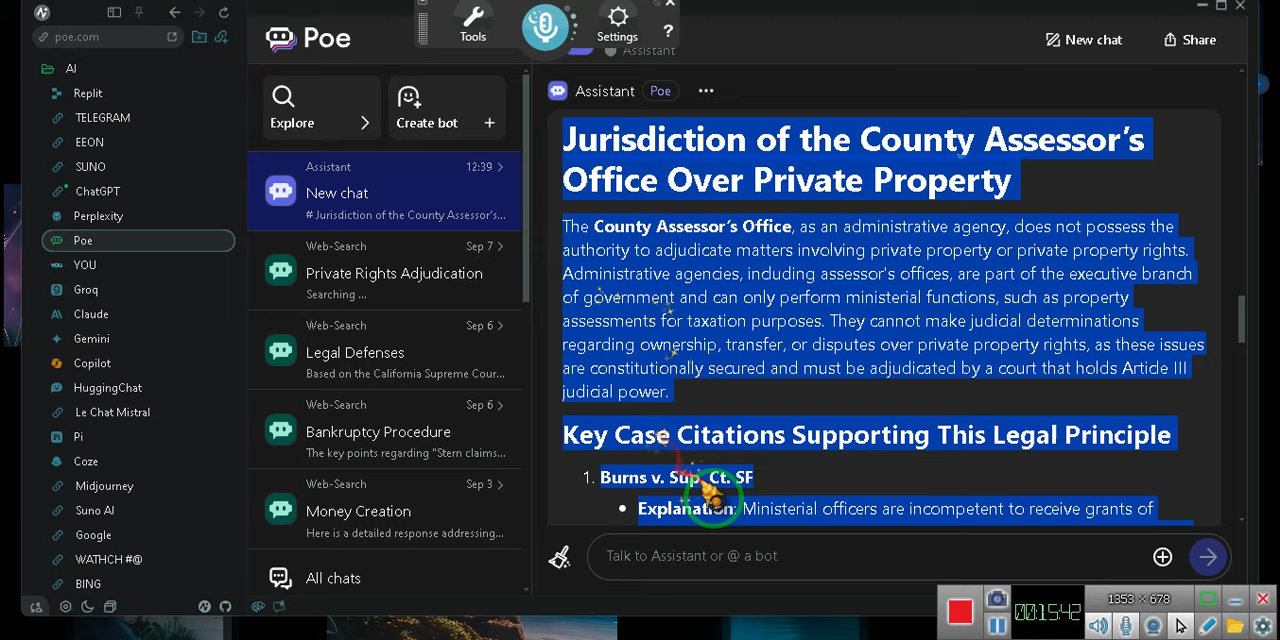 poe.com
AI
Replit
TELEGRAM
EEON
SUNO
ChatGPT
Perplexity
Poe
YOU
Groq
Claude
Gemini
Copilot
HuggingChat
Le Chat Mistral
Pi
Coze
Midjourney
Suno AI
Google
WATHCH #@
BING
Poe
Explore
Create bot
Assistant 12:39
New chat
# Jurisdiction of the County Assessor's...
Web-Search Sep 7
Private Rights Adjudication
Searching ...
Web-Search Sep 6
Legal Defenses
Based on the California Supreme Cour...
Web-Search Sep 6
Bankruptcy Procedure
The key points regarding "Stern claims...
Web-Search Sep 3
Money Creation
Here is a detailed response addressing...
All chats
Tools
Settings
?
Assistant
New chat
Share
Assistant Poe
Jurisdiction of the County Assessor's
Office Over Private Property
The County Assessor's Office, as an administrative agency, does not possess the
authority to adjudicate matters involving private property or private property rights.
Administrative agencies, including assessor's offices, are part of the executive branch
of government and can only perform ministerial functions, such as property
assessments for taxation purposes. They cannot make judicial determinations
regarding ownership, transfer, or disputes over private property rights, as these issues
are constitutionally secured and must be adjudicated by a court that holds Article III
judicial power.
Key Case Citations Supporting This Legal Principle
1. Burns v. Sup. Ct. SF
• Explanation: Ministerial officers are incompetent to receive grants of
Talk to Assistant or @ a bot
1353 × 678
00:15:42